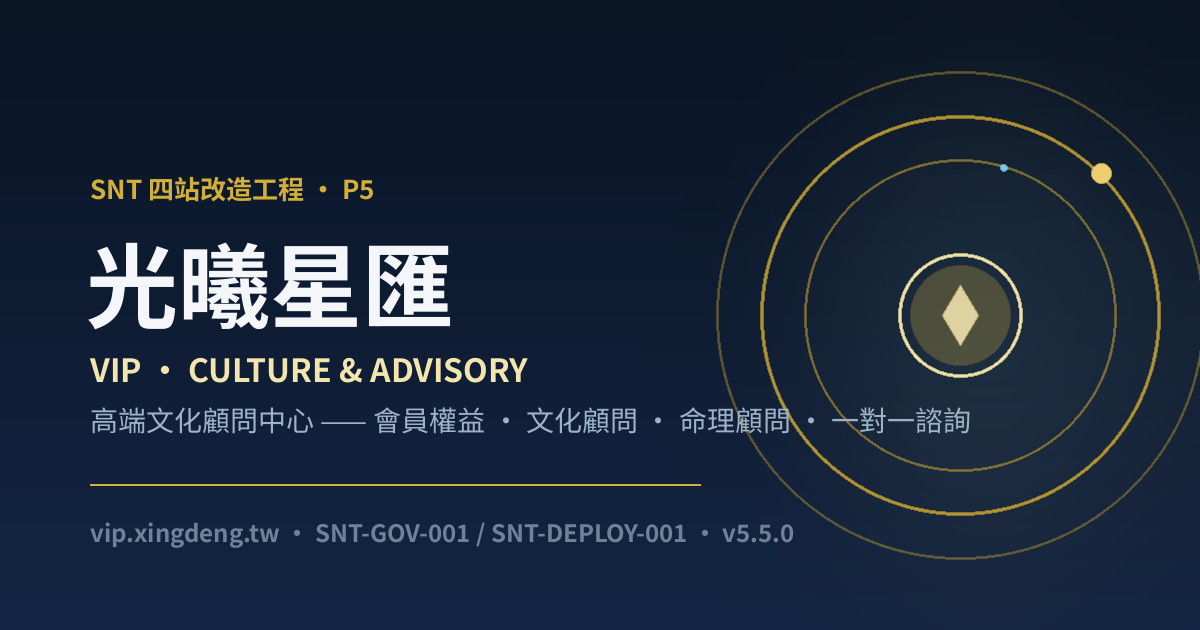 SNT 四站改造工程 · P5
光曦星匯
VIP · CULTURE & ADVISORY
高端文化顧問中心 —— 會員權益 · 文化顧問 · 命理顧問 · 一對一諮詢
vip.xingdeng.tw · SNT-GOV-001 / SNT-DEPLOY-001 · v5.5.0